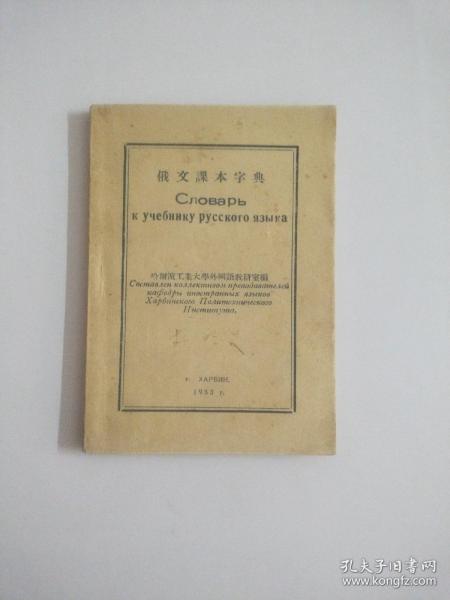 俄文課本字典
Словарь
к учебнику русского языка
哈爾濱工業大學外國語教研室編
Составлен коллективом преподавателей
кафедры иностранных языков
Харбинского Политехнического
Института.
г. ХАРБИН.
1953 г.
孔夫子旧书网
www.kongfz.com